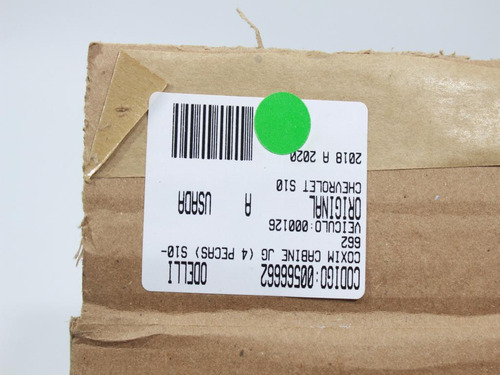 CODIGO:00566662 ODELLI
COXIM CABINE JG (4 PECAS) S10-
662
VEICULO:000126
ORIGINAL A USADA
CHEVROLET S10
2018 A 2020